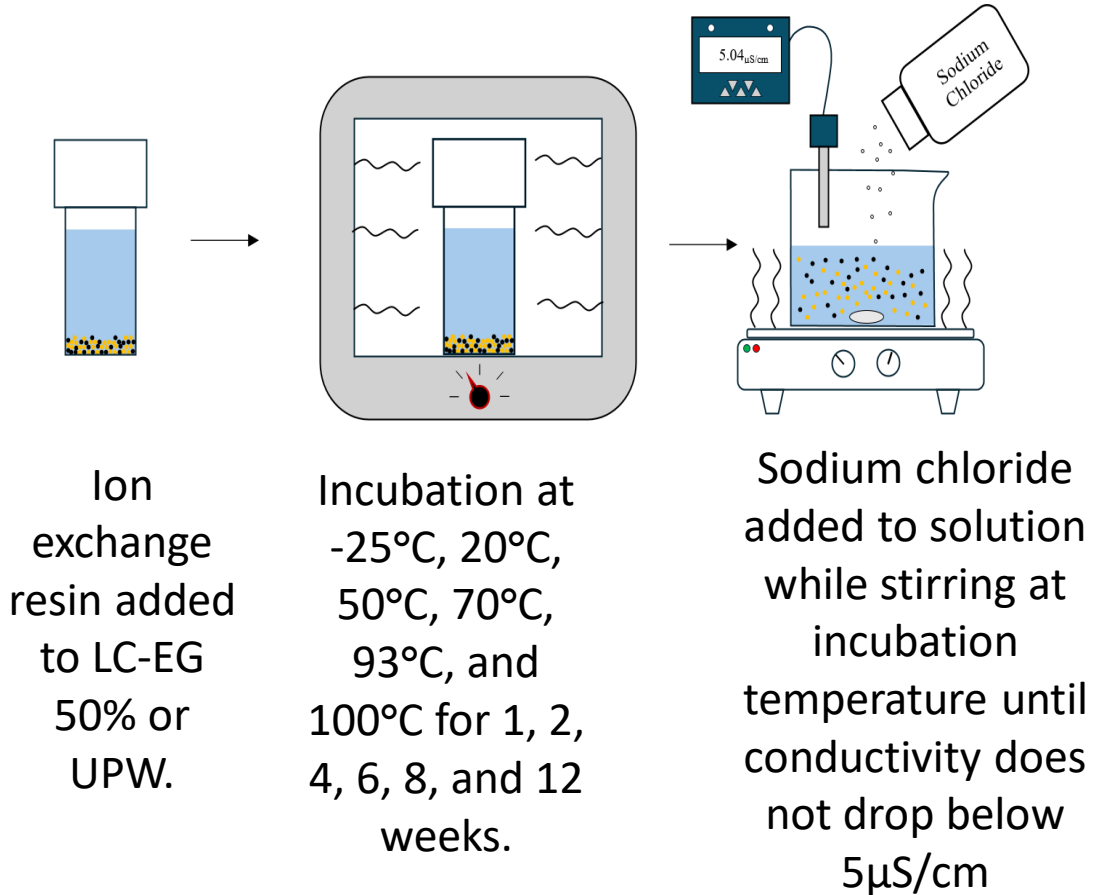 5.04µS/cm
Sodium
Chloride
Ion
exchange
resin added
to LC-EG
50% or
UPW.
Incubation at
-25°C, 20°C,
50°C, 70°C,
93°C, and
100°C for 1, 2,
4, 6, 8, and 12
weeks.
Sodium chloride
added to solution
while stirring at
incubation
temperature until
conductivity does
not drop below
5µS/cm